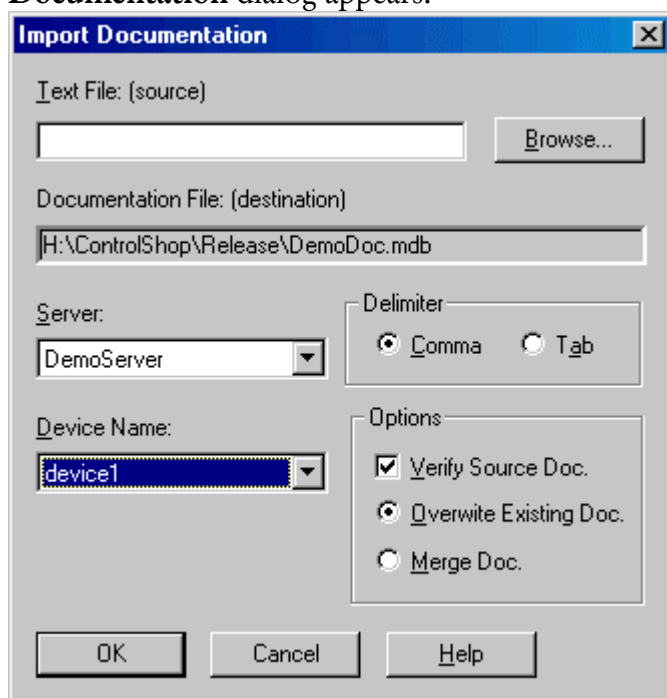 Documentation dialog appears.
Import Documentation
Text File: (source)
Browse...
Documentation File: (destination)
H:\ControlShop\Release\DemoDoc.mdb
Server:
DemoServer
Delimiter
Comma
Tab
Device Name:
device1
Options
Verify Source Doc.
Overwite Existing Doc.
Merge Doc.
OK
Cancel
Help